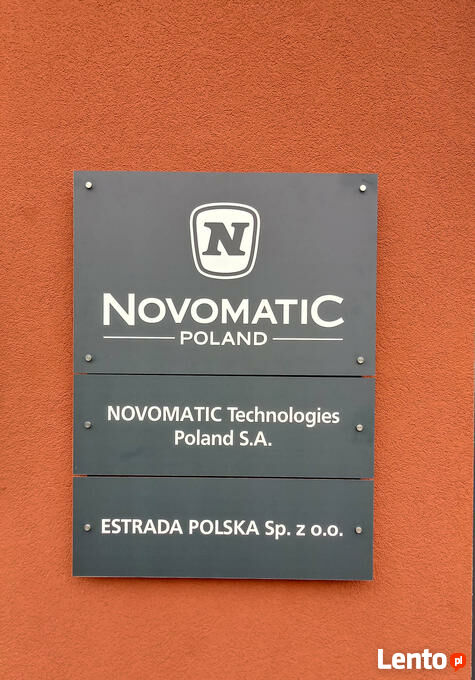 N
NOVOMATIC
POLAND
NOVOMATIC Technologies
Poland S.A.
ESTRADA POLSKA Sp. z o.o.
Lento.pl